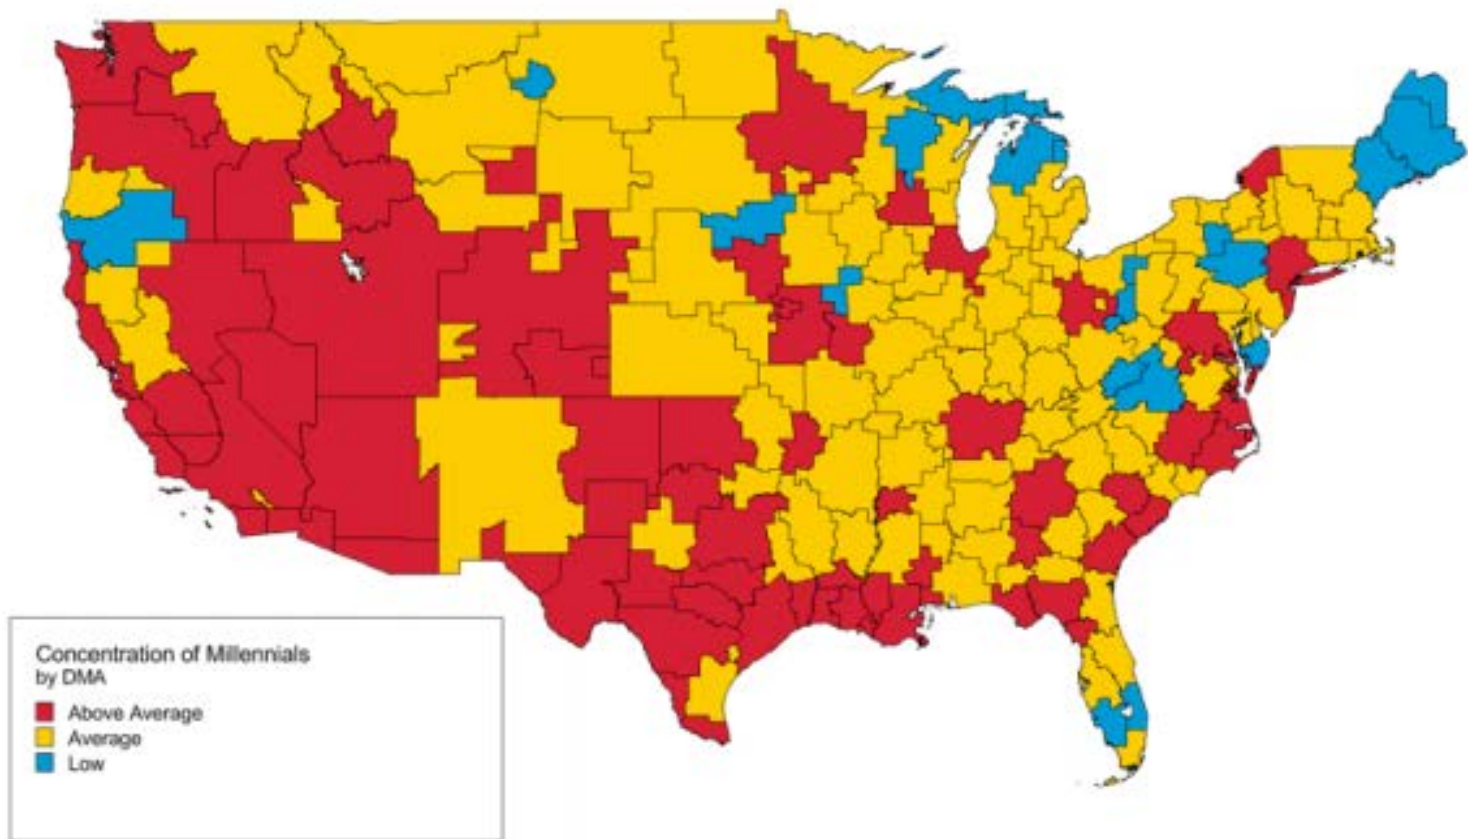 Concentration of Millennials
by DMA
Above Average
Average
Low